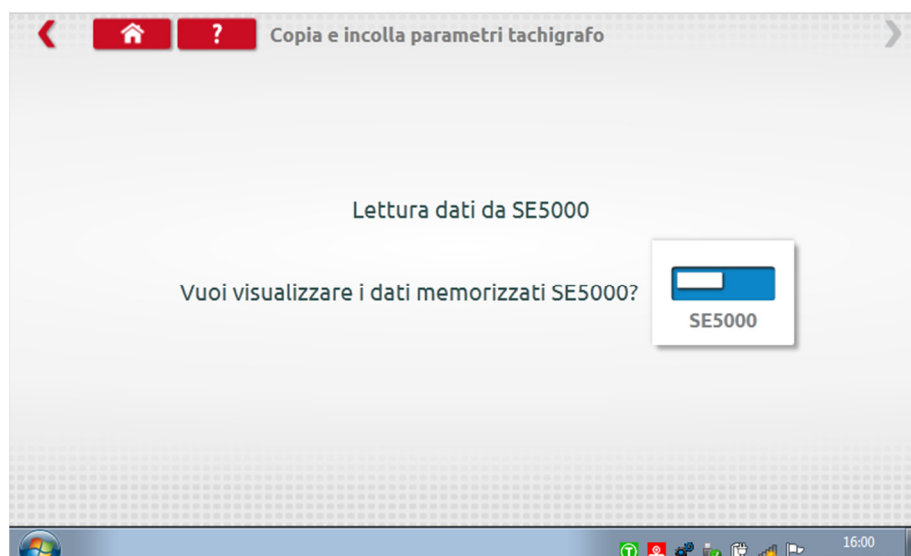 ? Copia e incolla parametri tachigrafo
Lettura dati da SE5000
Vuoi visualizzare i dati memorizzati SE5000?
SE5000
16:00